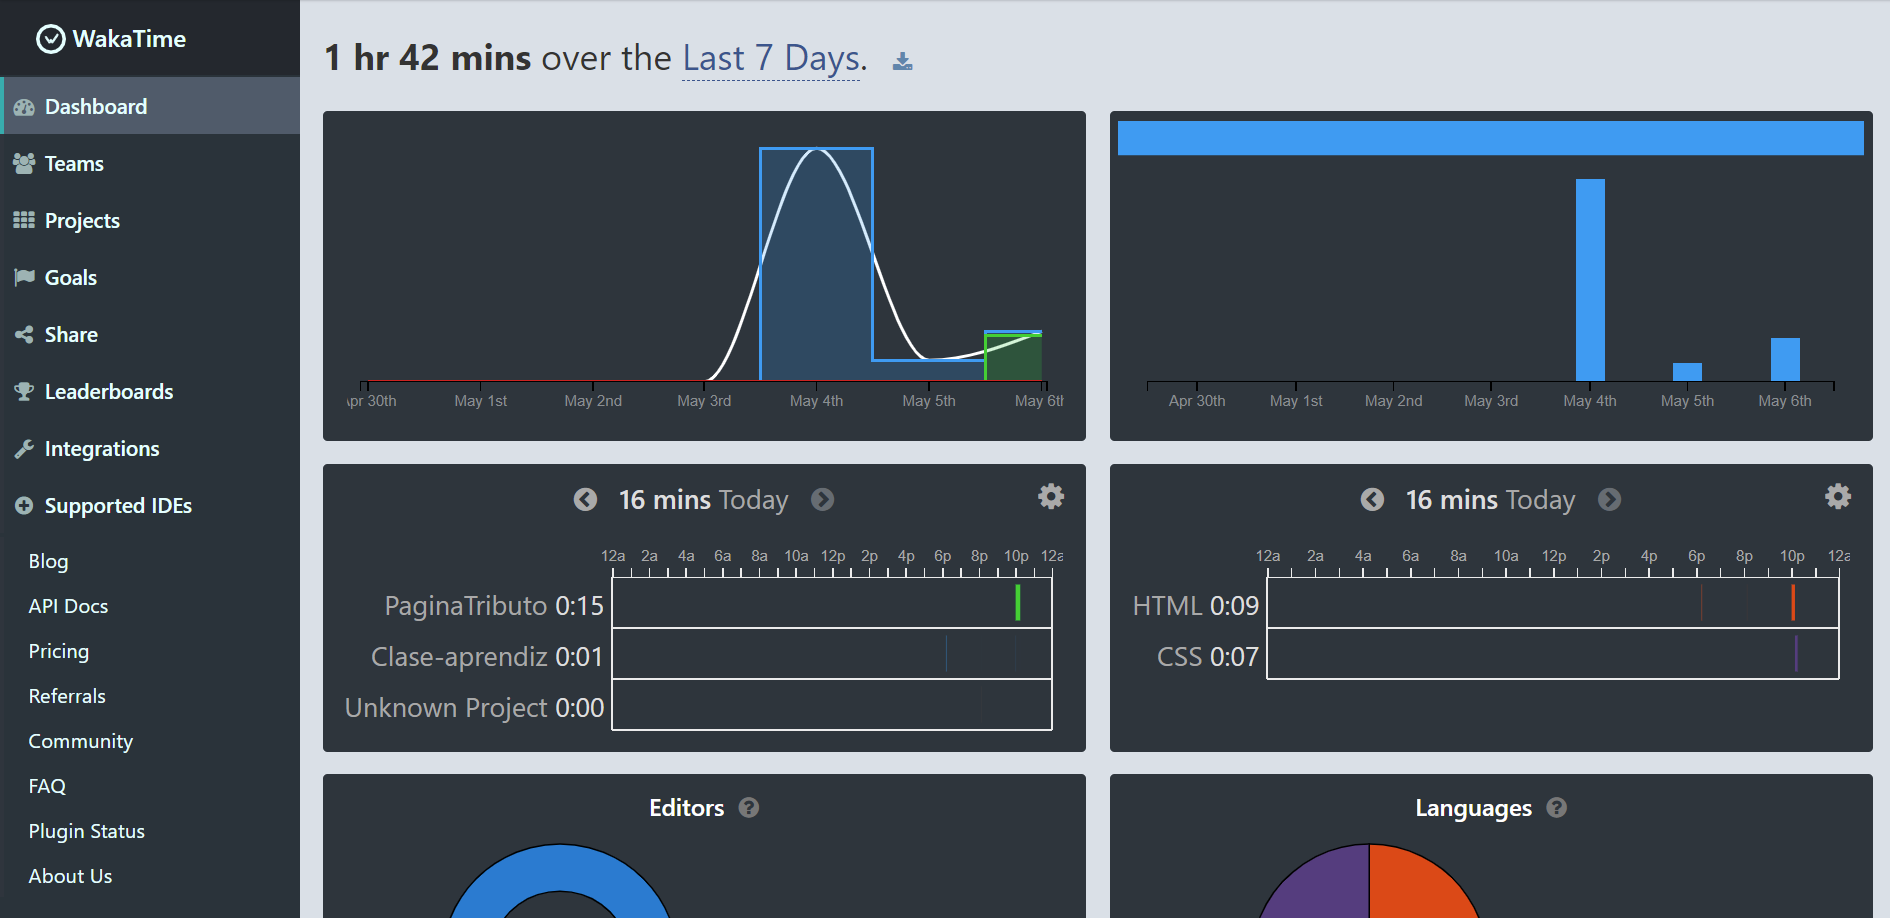 WakaTime
Dashboard
Teams
Projects
Goals
Share
Leaderboards
Integrations
Supported IDEs
Blog
API Docs
Pricing
Referrals
Community
FAQ
Plugin Status
About Us
1 hr 42 mins over the Last 7 Days.
pr 30th May 1st May 2nd May 3rd May 4th May 5th May 6th
Apr 30th May 1st May 2nd May 3rd May 4th May 5th May 6th
16 mins Today
12a 2a 4a 6a 8a 10a 12p 2p 4p 6p 8p 10p 12a
PaginaTributo 0:15
Clase-aprendiz 0:01
Unknown Project 0:00
16 mins Today
12a 2a 4a 6a 8a 10a 12p 2p 4p 6p 8p 10p 12a
HTML 0:09
CSS 0:07
Editors ?
Languages ?